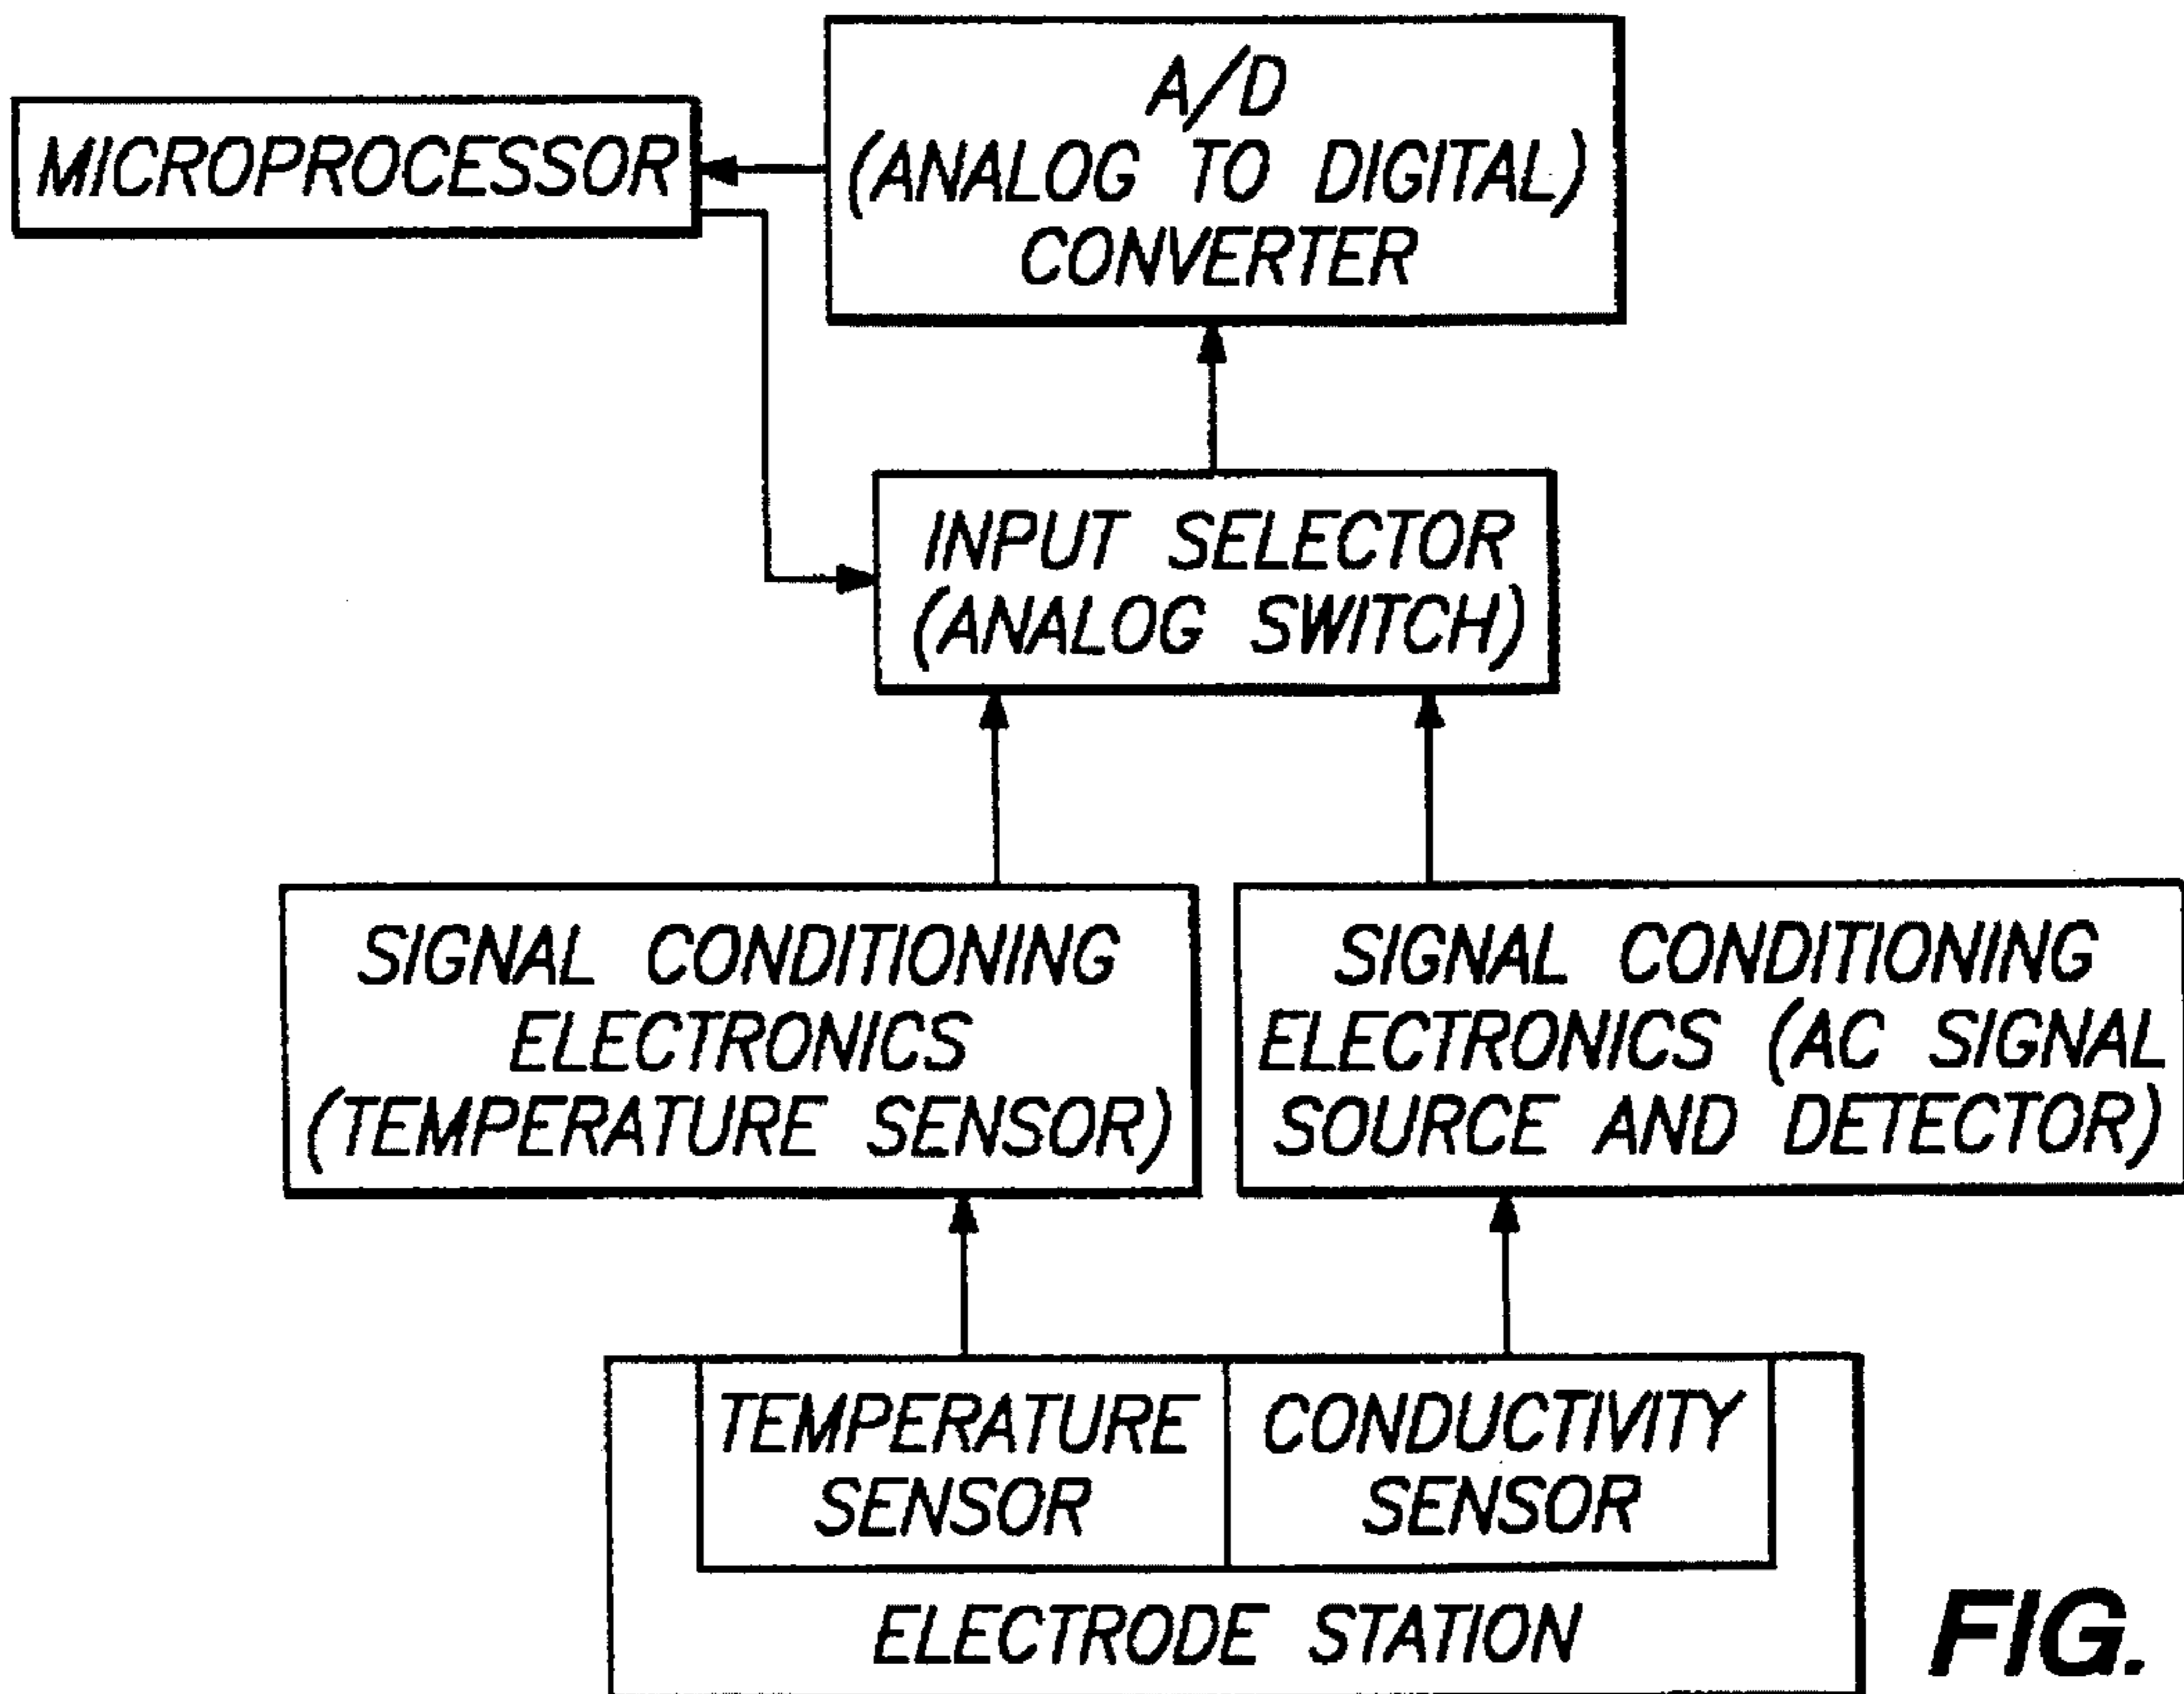 A/D
(ANALOG TO DIGITAL)
CONVERTER
MICROPROCESSOR
INPUT SELECTOR
(ANALOG SWITCH)
SIGNAL CONDITIONING
ELECTRONICS
(TEMPERATURE SENSOR)
SIGNAL CONDITIONING
ELECTRONICS (AC SIGNAL
SOURCE AND DETECTOR)
TEMPERATURE
SENSOR
CONDUCTIVITY
SENSOR
ELECTRODE STATION
FIG.